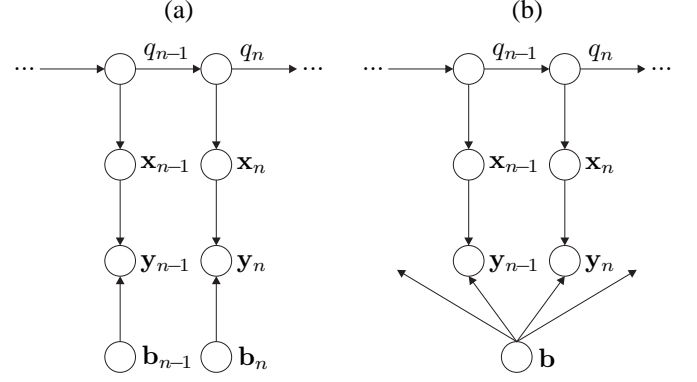 (a) (b)
... q_{n-1} q_n ... ... q_{n-1} q_n ...
x_{n-1} x_n x_{n-1} x_n
y_{n-1} y_n y_{n-1} y_n
b_{n-1} b_n b